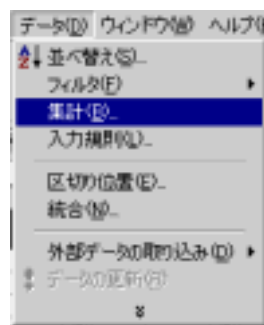 データ(D) ウィンドウ(W) ヘルプ(
並べ替え(S)...
フィルタ(F)
集計(B)...
入力規則(L)...
区切り位置(E)...
統合(N)...
外部データの取り込み(D)
データの更新(R)